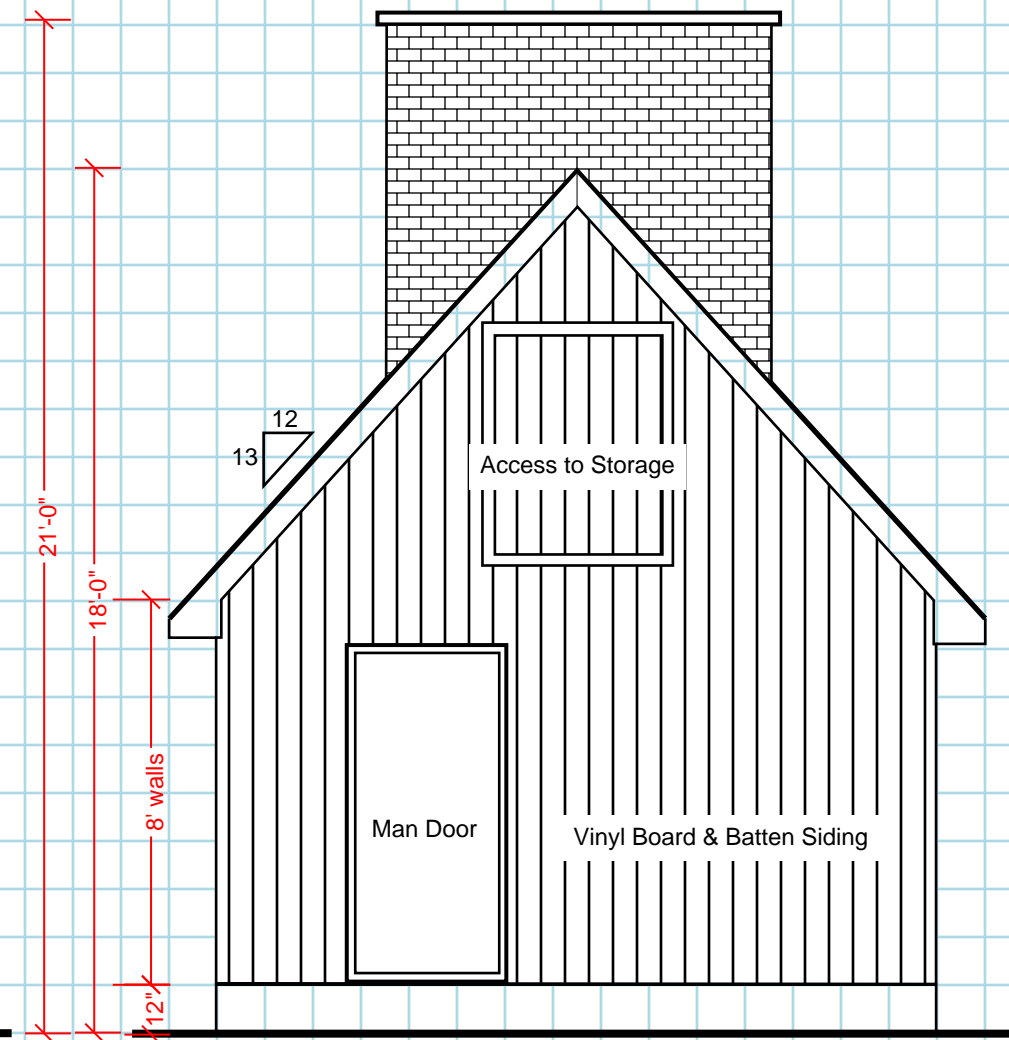 12
13
Access to Storage
21'-0"
18'-0"
8' walls
Man Door
Vinyl Board & Batten Siding
12"